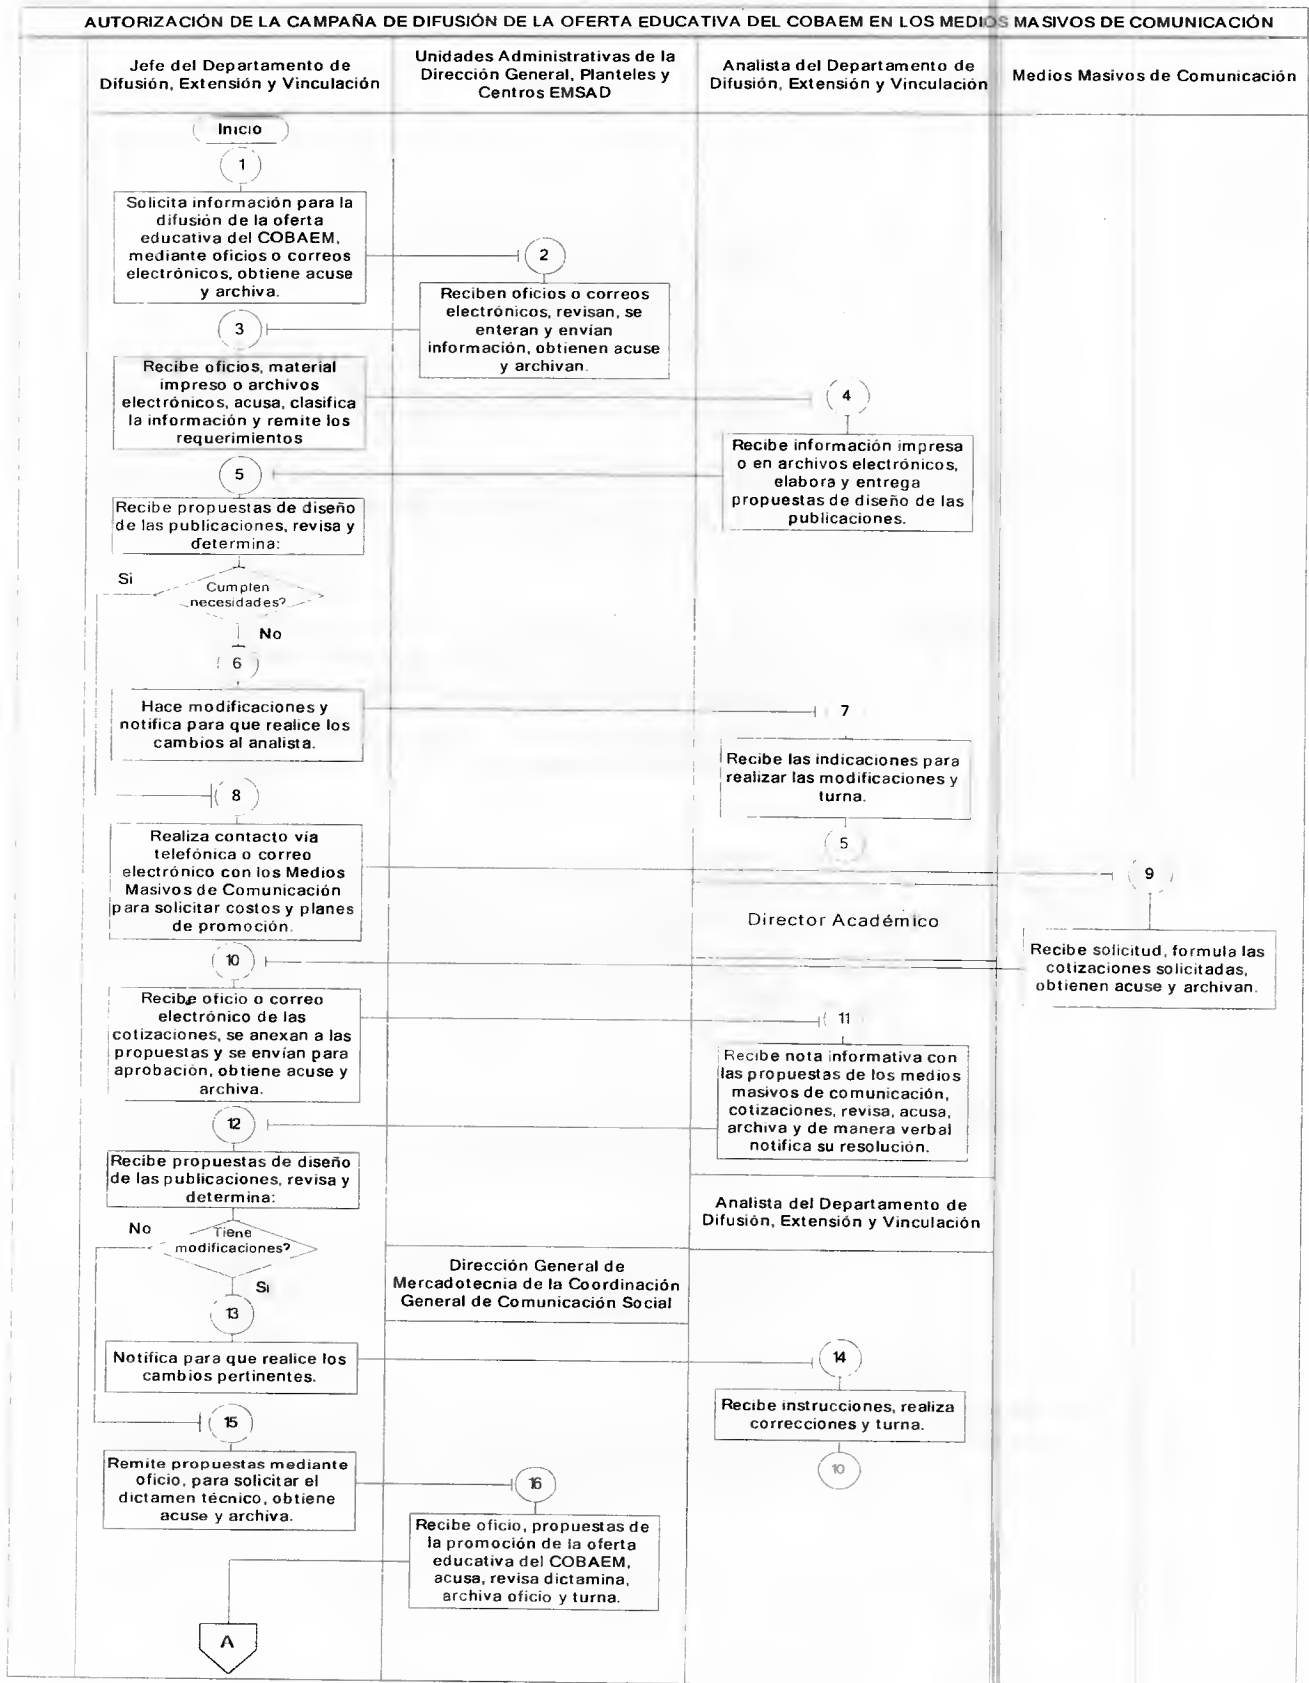 AUTORIZACIÓN DE LA CAMPAÑA DE DIFUSIÓN DE LA OFERTA EDUCATIVA DEL COBAEM EN LOS MEDIOS MASIVOS DE COMUNICACIÓN
Jefe del Departamento de
Difusión, Extensión y Vinculación
Unidades Administrativas de la
Dirección General, Planteles y
Centros EMSAD
Analista del Departamento de
Difusión, Extensión y Vinculación
Medios Masivos de Comunicación
Inicio
1
Solicita información para la
difusión de la oferta
educativa del COBAEM,
mediante oficios o correos
electrónicos, obtiene acuse
y archiva.
2
Reciben oficios o correos
electrónicos, revisan, se
enteran y envían
información, obtienen acuse
y archivan.
3
Recibe oficios, material
impreso o archivos
electrónicos, acusa, clasifica
la información y remite los
requerimientos
4
Recibe información impresa
o en archivos electrónicos,
elabora y entrega
propuestas de diseño de las
publicaciones.
5
Recibe propuestas de diseño
de las publicaciones, revisa y
determina:
Si
Cumplen
necesidades?
No
6
Hace modificaciones y
notifica para que realice los
cambios al analista.
7
Recibe las indicaciones para
realizar las modificaciones y
turna.
5
8
Realiza contacto vía
telefónica o correo
electrónico con los Medios
Masivos de Comunicación
para solicitar costos y planes
de promoción.
9
Recibe solicitud, formula las
cotizaciones solicitadas,
obtienen acuse y archivan.
Director Académico
10
Recibe oficio o correo
electrónico de las
cotizaciones, se anexan a las
propuestas y se envían para
aprobación, obtiene acuse y
archiva.
11
Recibe nota informativa con
las propuestas de los medios
masivos de comunicación,
cotizaciones, revisa, acusa,
archiva y de manera verbal
notifica su resolución.
12
Recibe propuestas de diseño
de las publicaciones, revisa y
determina:
No
Tiene
modificaciones?
Si
Analista del Departamento de
Difusión, Extensión y Vinculación
Dirección General de
Mercadotecnia de la Coordinación
General de Comunicación Social
13
Notifica para que realice los
cambios pertinentes.
14
Recibe instrucciones, realiza
correcciones y turna.
10
15
Remite propuestas mediante
oficio, para solicitar el
dictamen técnico, obtiene
acuse y archiva.
16
Recibe oficio, propuestas de
la promoción de la oferta
educativa del COBAEM,
acusa, revisa dictamina,
archiva oficio y turna.
A